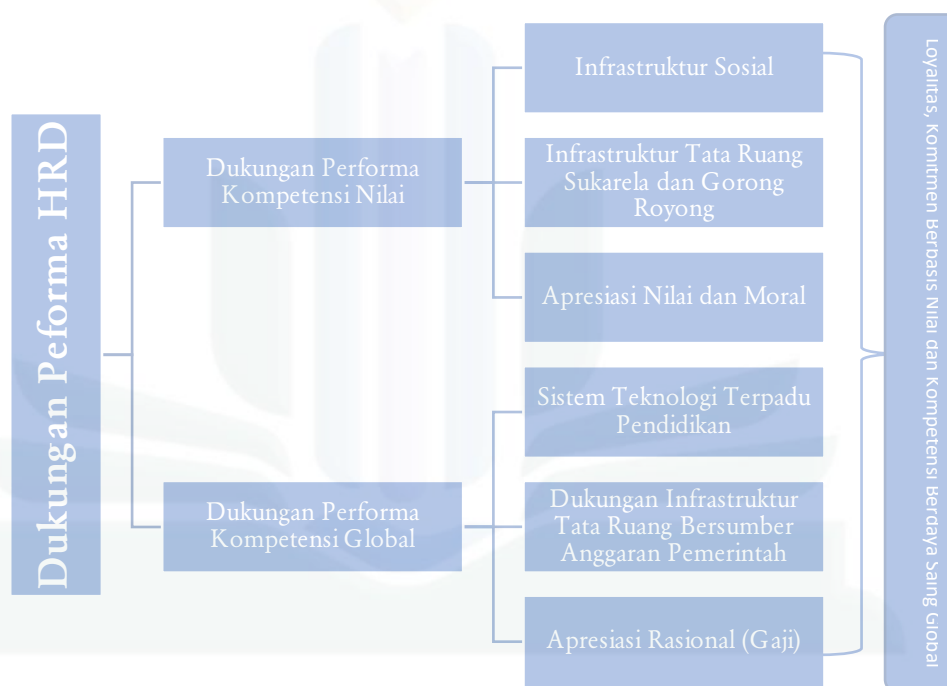 Dukungan Peforma HRD
Dukungan Performa
Kompetensi Nilai
Infrastruktur Sosial
Infrastruktur Tata Ruang
Sukarela dan Gorong
Royong
Apresiasi Nilai dan Moral
Dukungan Performa
Kompetensi Global
Sistem Teknologi Terpadu
Pendidikan
Dukungan Infrastruktur
Tata Ruang Bersumber
Anggaran Pemerintah
Apresiasi Rasional (Gaji)
Loyalitas, Komitmen Berbasis Nilai dan Kompetensi Berdaya Saing Global